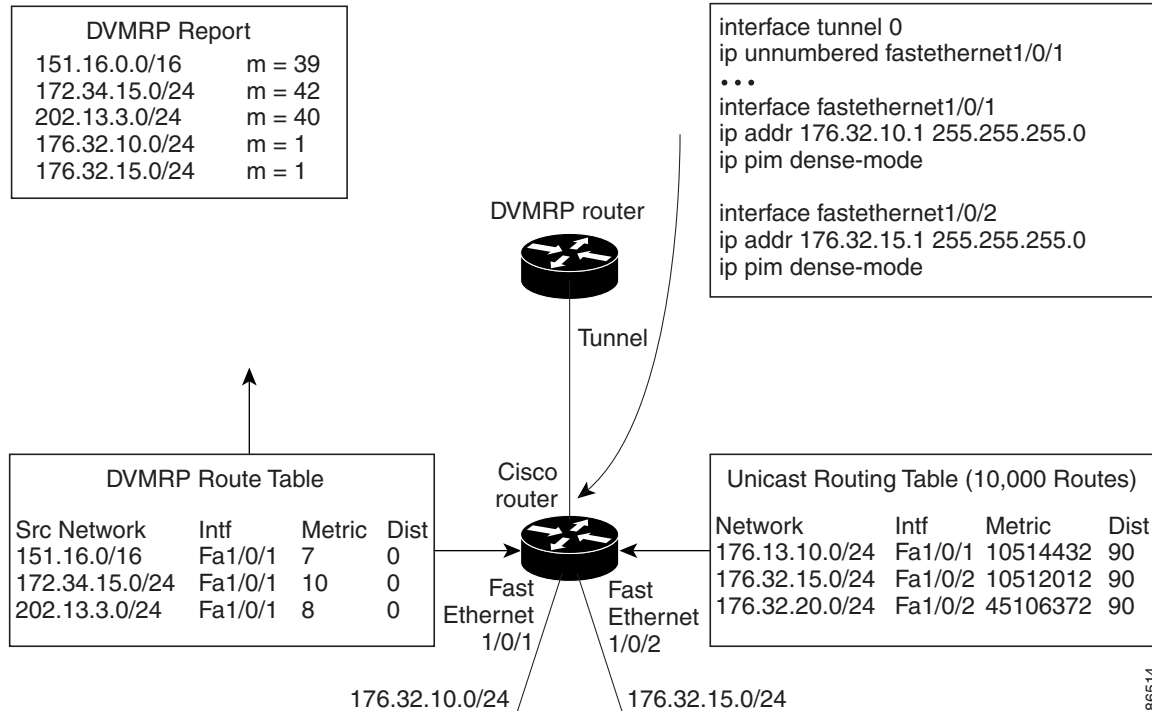 DVMRP Report
151.16.0.0/16 m = 39
172.34.15.0/24 m = 42
202.13.3.0/24 m = 40
176.32.10.0/24 m = 1
176.32.15.0/24 m = 1
interface tunnel 0
ip unnumbered fastethernet1/0/1
• • •
interface fastethernet1/0/1
ip addr 176.32.10.1 255.255.255.0
ip pim dense-mode
interface fastethernet1/0/2
ip addr 176.32.15.1 255.255.255.0
ip pim dense-mode
DVMRP router
Tunnel
DVMRP Route Table
Src Network Intf Metric Dist
151.16.0/16 Fa1/0/1 7 0
172.34.15.0/24 Fa1/0/1 10 0
202.13.3.0/24 Fa1/0/1 8 0
Cisco
router
Fast
Ethernet
1/0/1
Fast
Ethernet
1/0/2
Unicast Routing Table (10,000 Routes)
Network Intf Metric Dist
176.13.10.0/24 Fa1/0/1 10514432 90
176.32.15.0/24 Fa1/0/2 10512012 90
176.32.20.0/24 Fa1/0/2 45106372 90
176.32.10.0/24
176.32.15.0/24
86514